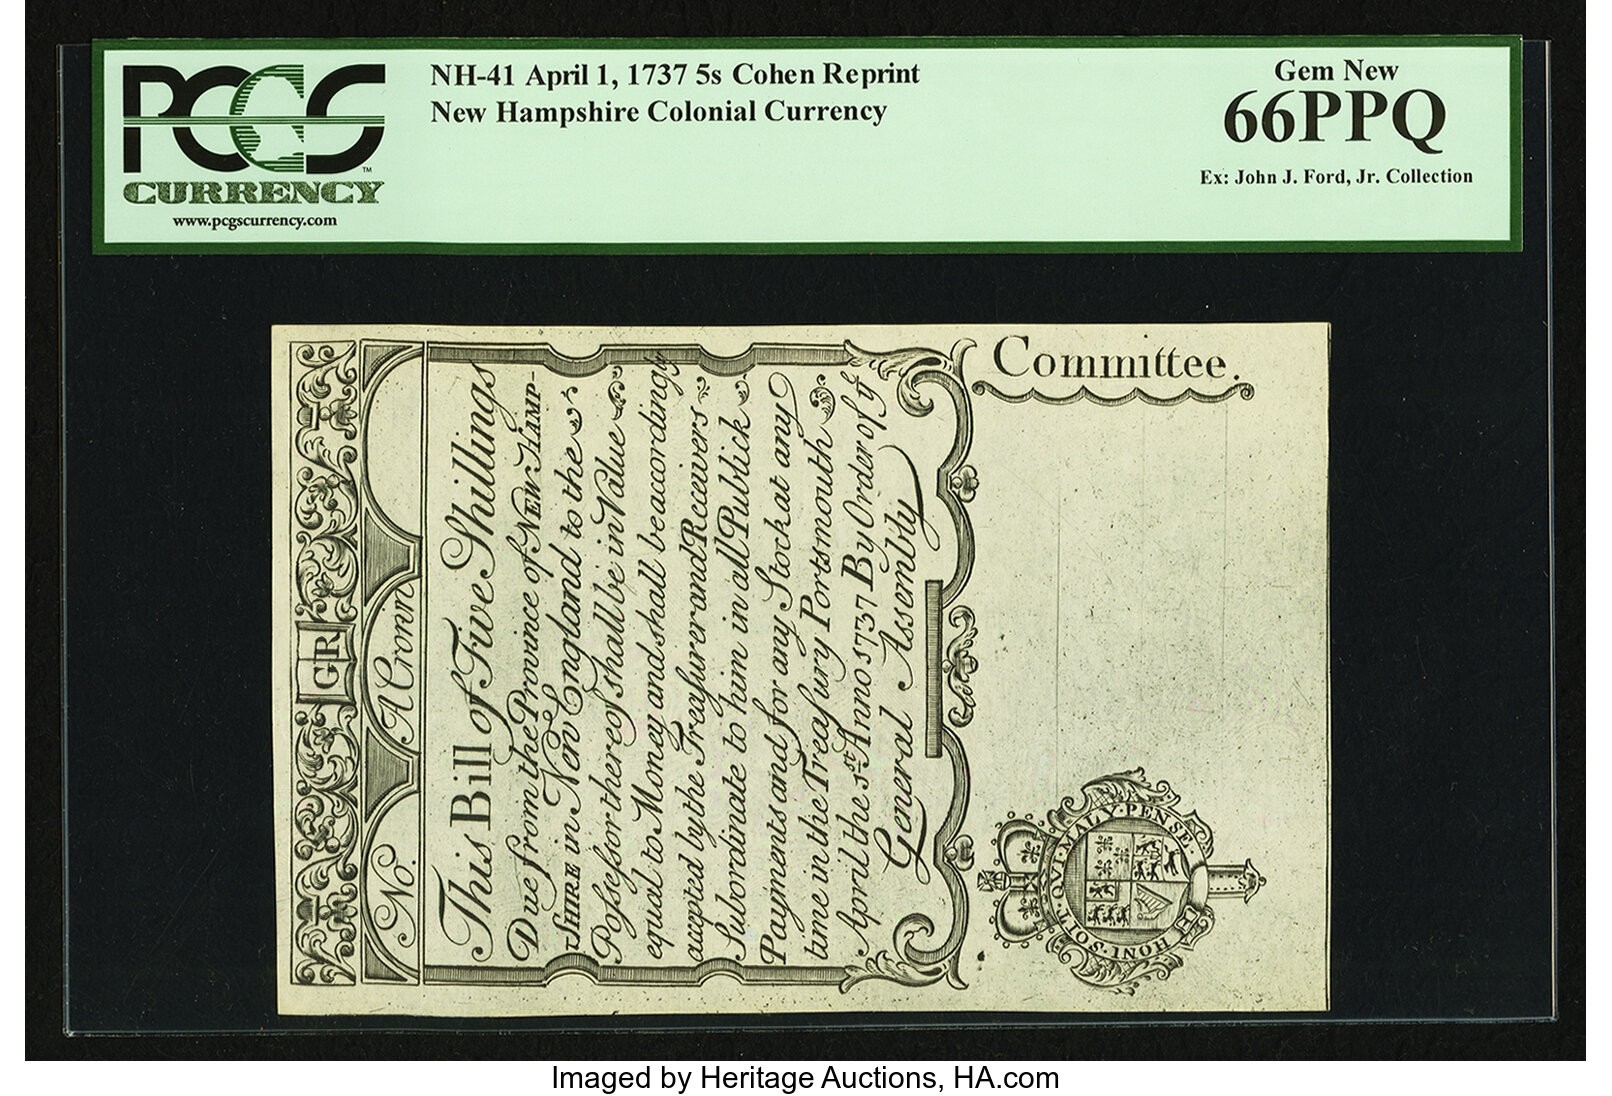 PCGS
CURRENCY
™
www.pcgscurrency.com
NH-41 April 1, 1737 5s Cohen Reprint
New Hampshire Colonial Currency
Gem New
66PPQ
Ex: John J. Ford, Jr. Collection
GR
No.
A Crown
This Bill of Five Shillings
Due from the Province of NEW HAMP-
SHIRE in New England to the
Poſseſsor thereof shall be in Value
equal to Money and shall be accordingly
accepted by the Treaſurer and Receivers
Subordinate to him in all Publick
Payments and for any Stock at any
time in the Treaſury Portsmouth
April the 1st Anno 1737 By Order of ye
General Assembly
Committee.
HONI·SOIT·QVI·MAL·Y·PENSE·
Imaged by Heritage Auctions, HA.com